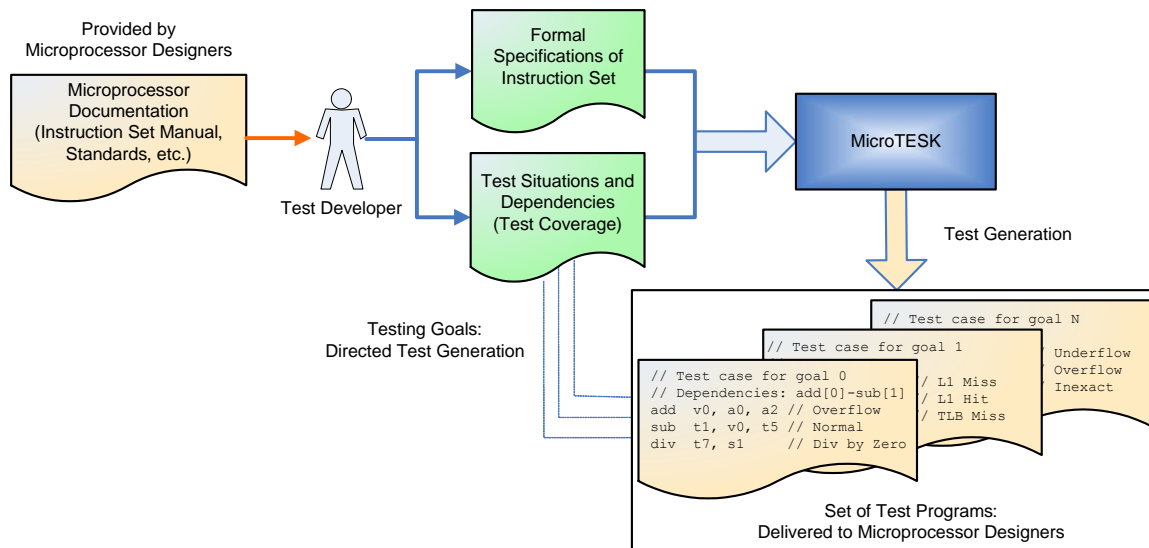 Provided by
Microprocessor Designers
Microprocessor
Documentation
(Instruction Set Manual,
Standards, etc.)
Test Developer
Formal
Specifications of
Instruction Set
Test Situations and
Dependencies
(Test Coverage)
MicroTESK
Test Generation
Testing Goals:
Directed Test Generation
// Test case for goal N
Underflow
Overflow
Inexact
// Test case for goal 1
// L1 Miss
// L1 Hit
// TLB Miss
// Test case for goal 0
// Dependencies: add[0]-sub[1]
add v0, a0, a2 // Overflow
sub t1, v0, t5 // Normal
div t7, s1 // Div by Zero
Set of Test Programs:
Delivered to Microprocessor Designers